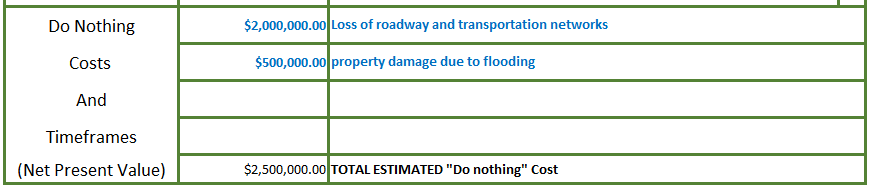 Do Nothing $2,000,000.00 Loss of roadway and transportation networks
Costs $500,000.00 property damage due to flooding
And
Timeframes
(Net Present Value) $2,500,000.00 TOTAL ESTIMATED "Do nothing" Cost